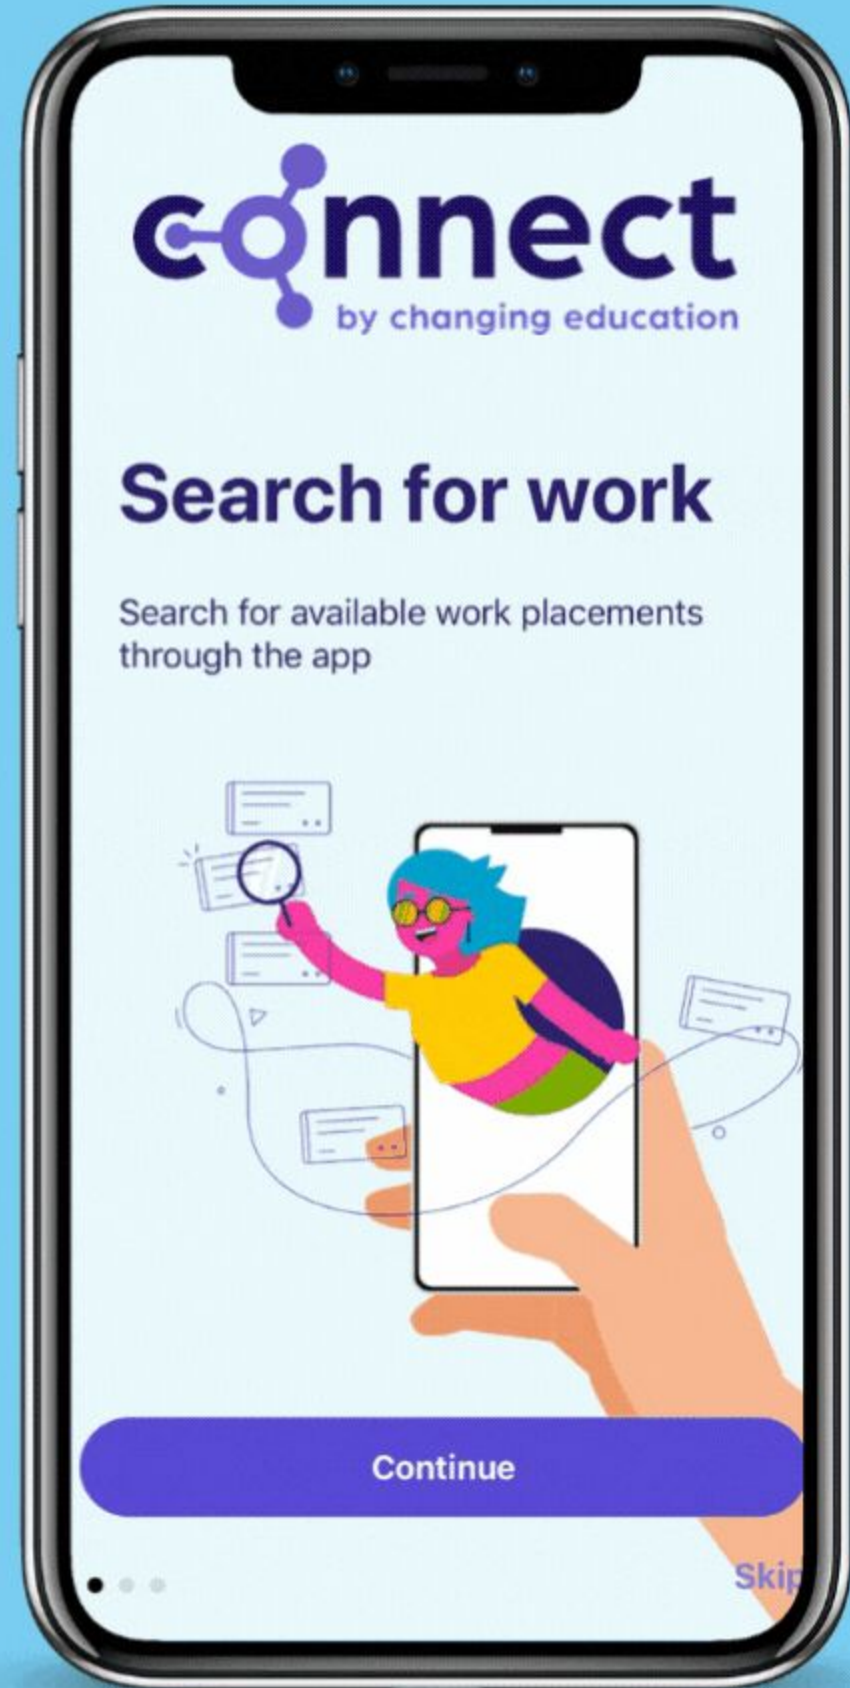 connect
by changing education
Search for work
Search for available work placements
through the app
Continue
Skip